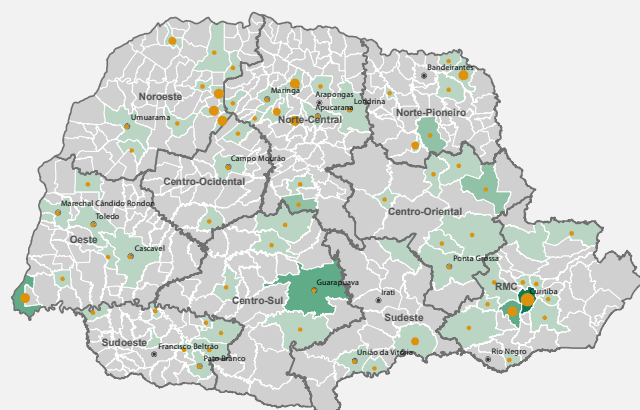 Bandeirantes
Maringa
Arapongas
Noroeste
Londrina
Apucarana
Umuarama
Norte-Central
Norte-Pioneiro
Campo Mourão
Centro-Ocidental
Marechal Cândido Rondon
Toledo
Centro-Oriental
Oeste
Cascavel
Ponta Grossa
Guarapuava
RMC
Curitiba
Irati
Centro-Sul
Sudeste
Sudoeste
Francisco Beltrão
Pato Branco
União da Vitória
Rio Negro